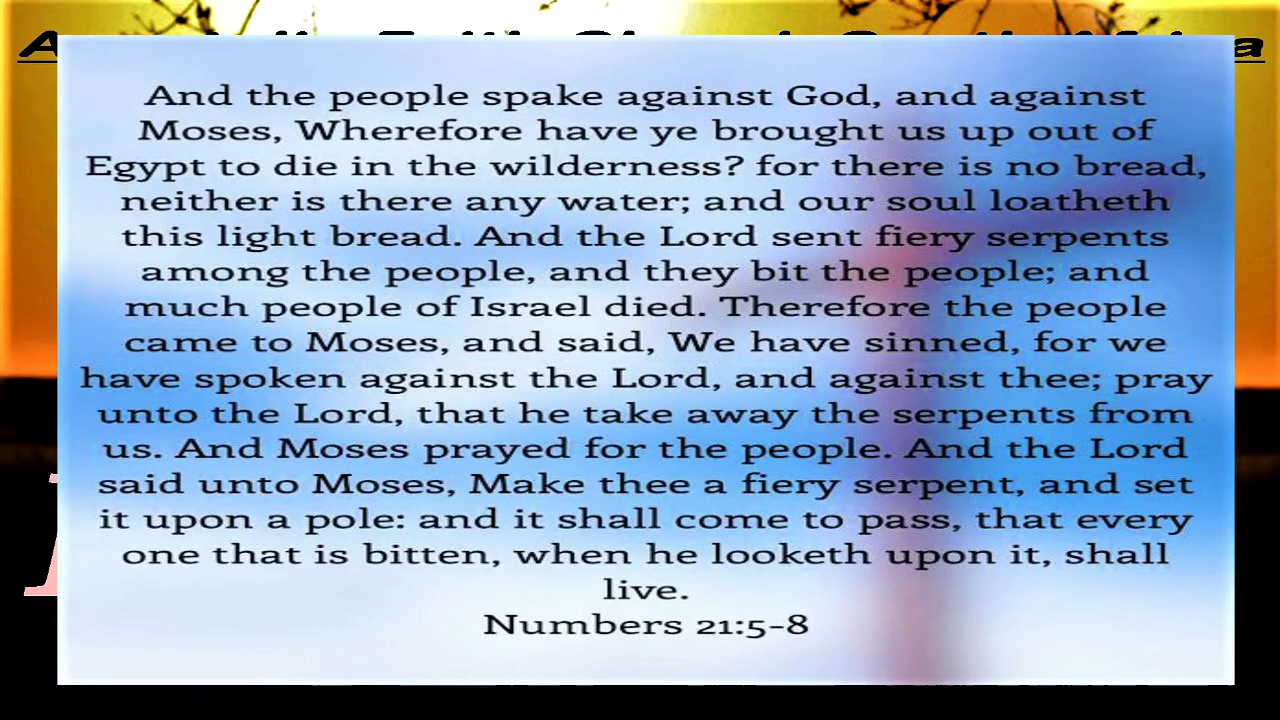 And the people spake against God, and against
Moses, Wherefore have ye brought us up out of
Egypt to die in the wilderness? for there is no bread,
neither is there any water; and our soul loatheth
this light bread. And the Lord sent fiery serpents
among the people, and they bit the people; and
much people of Israel died. Therefore the people
came to Moses, and said, We have sinned, for we
have spoken against the Lord, and against thee; pray
unto the Lord, that he take away the serpents from
us. And Moses prayed for the people. And the Lord
said unto Moses, Make thee a fiery serpent, and set
it upon a pole: and it shall come to pass, that every
one that is bitten, when he looketh upon it, shall
live.
Numbers 21:5-8